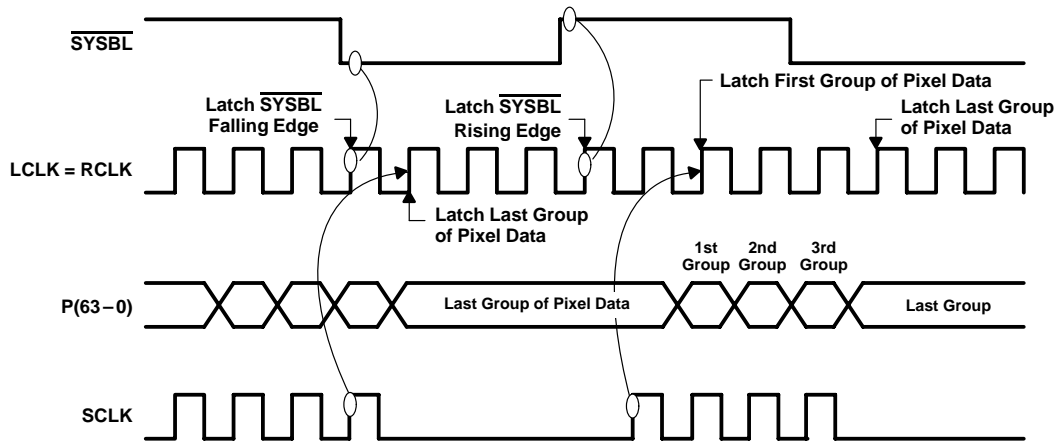 SYSBL
Latch First Group of Pixel Data
Latch SYSBL
Falling Edge
Latch SYSBL
Rising Edge
Latch Last Group
of Pixel Data
LCLK = RCLK
Latch Last Group
of Pixel Data
1st
Group
2nd
Group
3rd
Group
P(63–0)
Last Group of Pixel Data
Last Group
SCLK